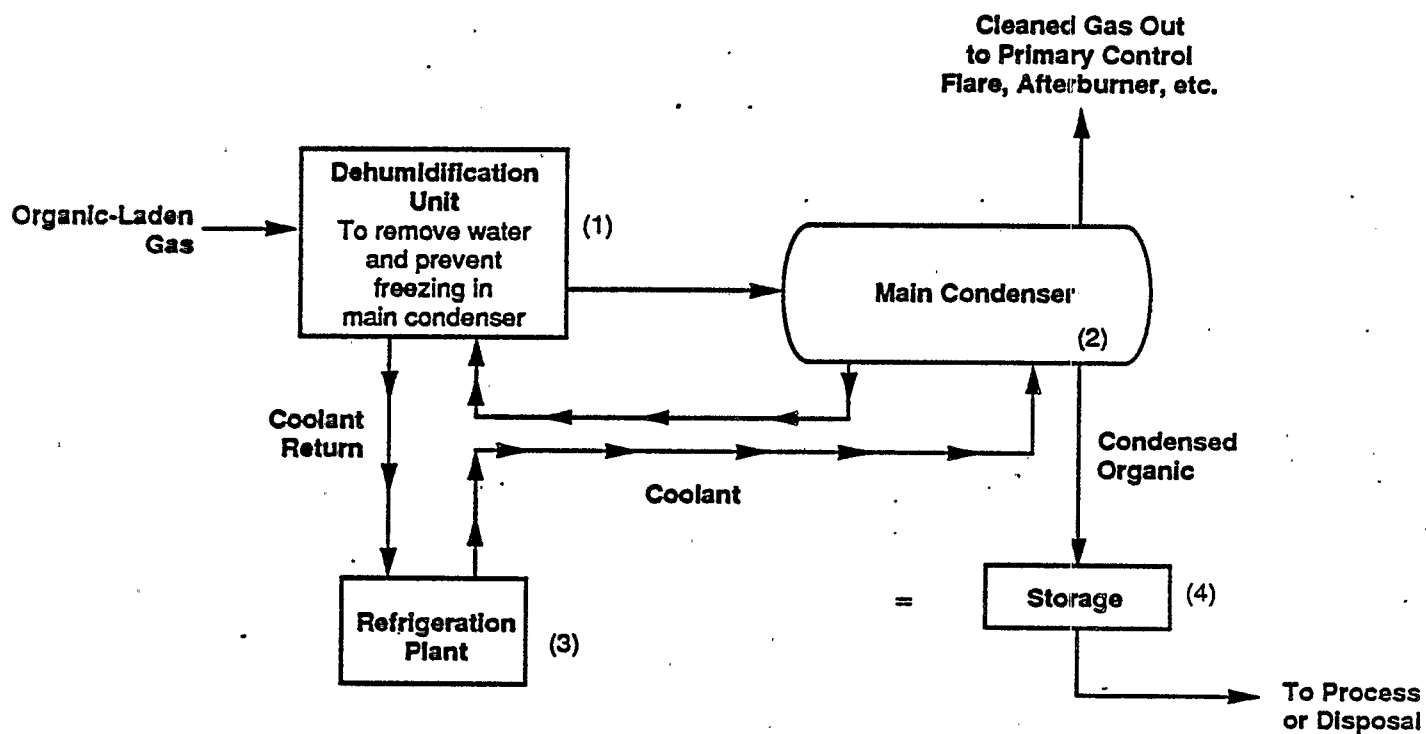 Cleaned Gas Out
to Primary Control
Flare, Afterburner, etc.
Dehumidification
Unit
To remove water
and prevent
freezing in
main condenser
(1)
Organic-Laden
Gas
Main Condenser
(2)
Coolant
Return
Condensed
Organic
Coolant
Refrigeration
Plant
(3)
=
Storage
(4)
To Process
or Disposal